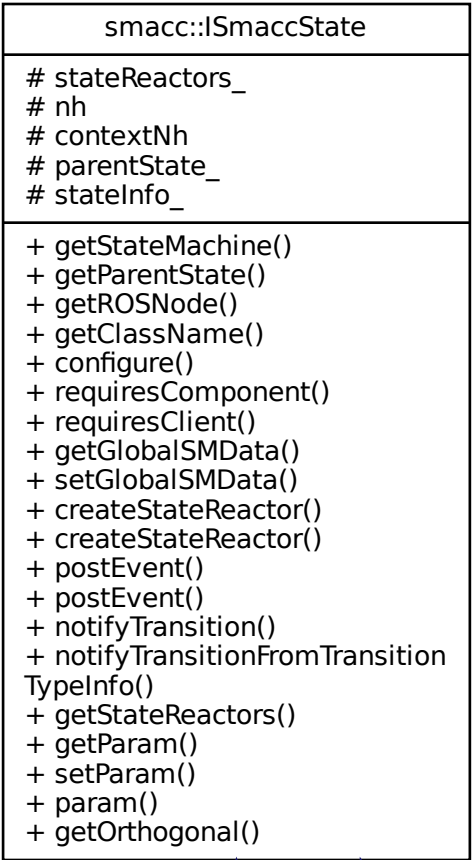 smacc::ISmaccState
# stateReactors_
# nh
# contextNh
# parentState_
# stateInfo_
+ getStateMachine()
+ getParentState()
+ getROSNode()
+ getClassName()
+ configure()
+ requiresComponent()
+ requiresClient()
+ getGlobalSMData()
+ setGlobalSMData()
+ createStateReactor()
+ createStateReactor()
+ postEvent()
+ postEvent()
+ notifyTransition()
+ notifyTransitionFromTransition
TypeInfo()
+ getStateReactors()
+ getParam()
+ setParam()
+ param()
+ getOrthogonal()